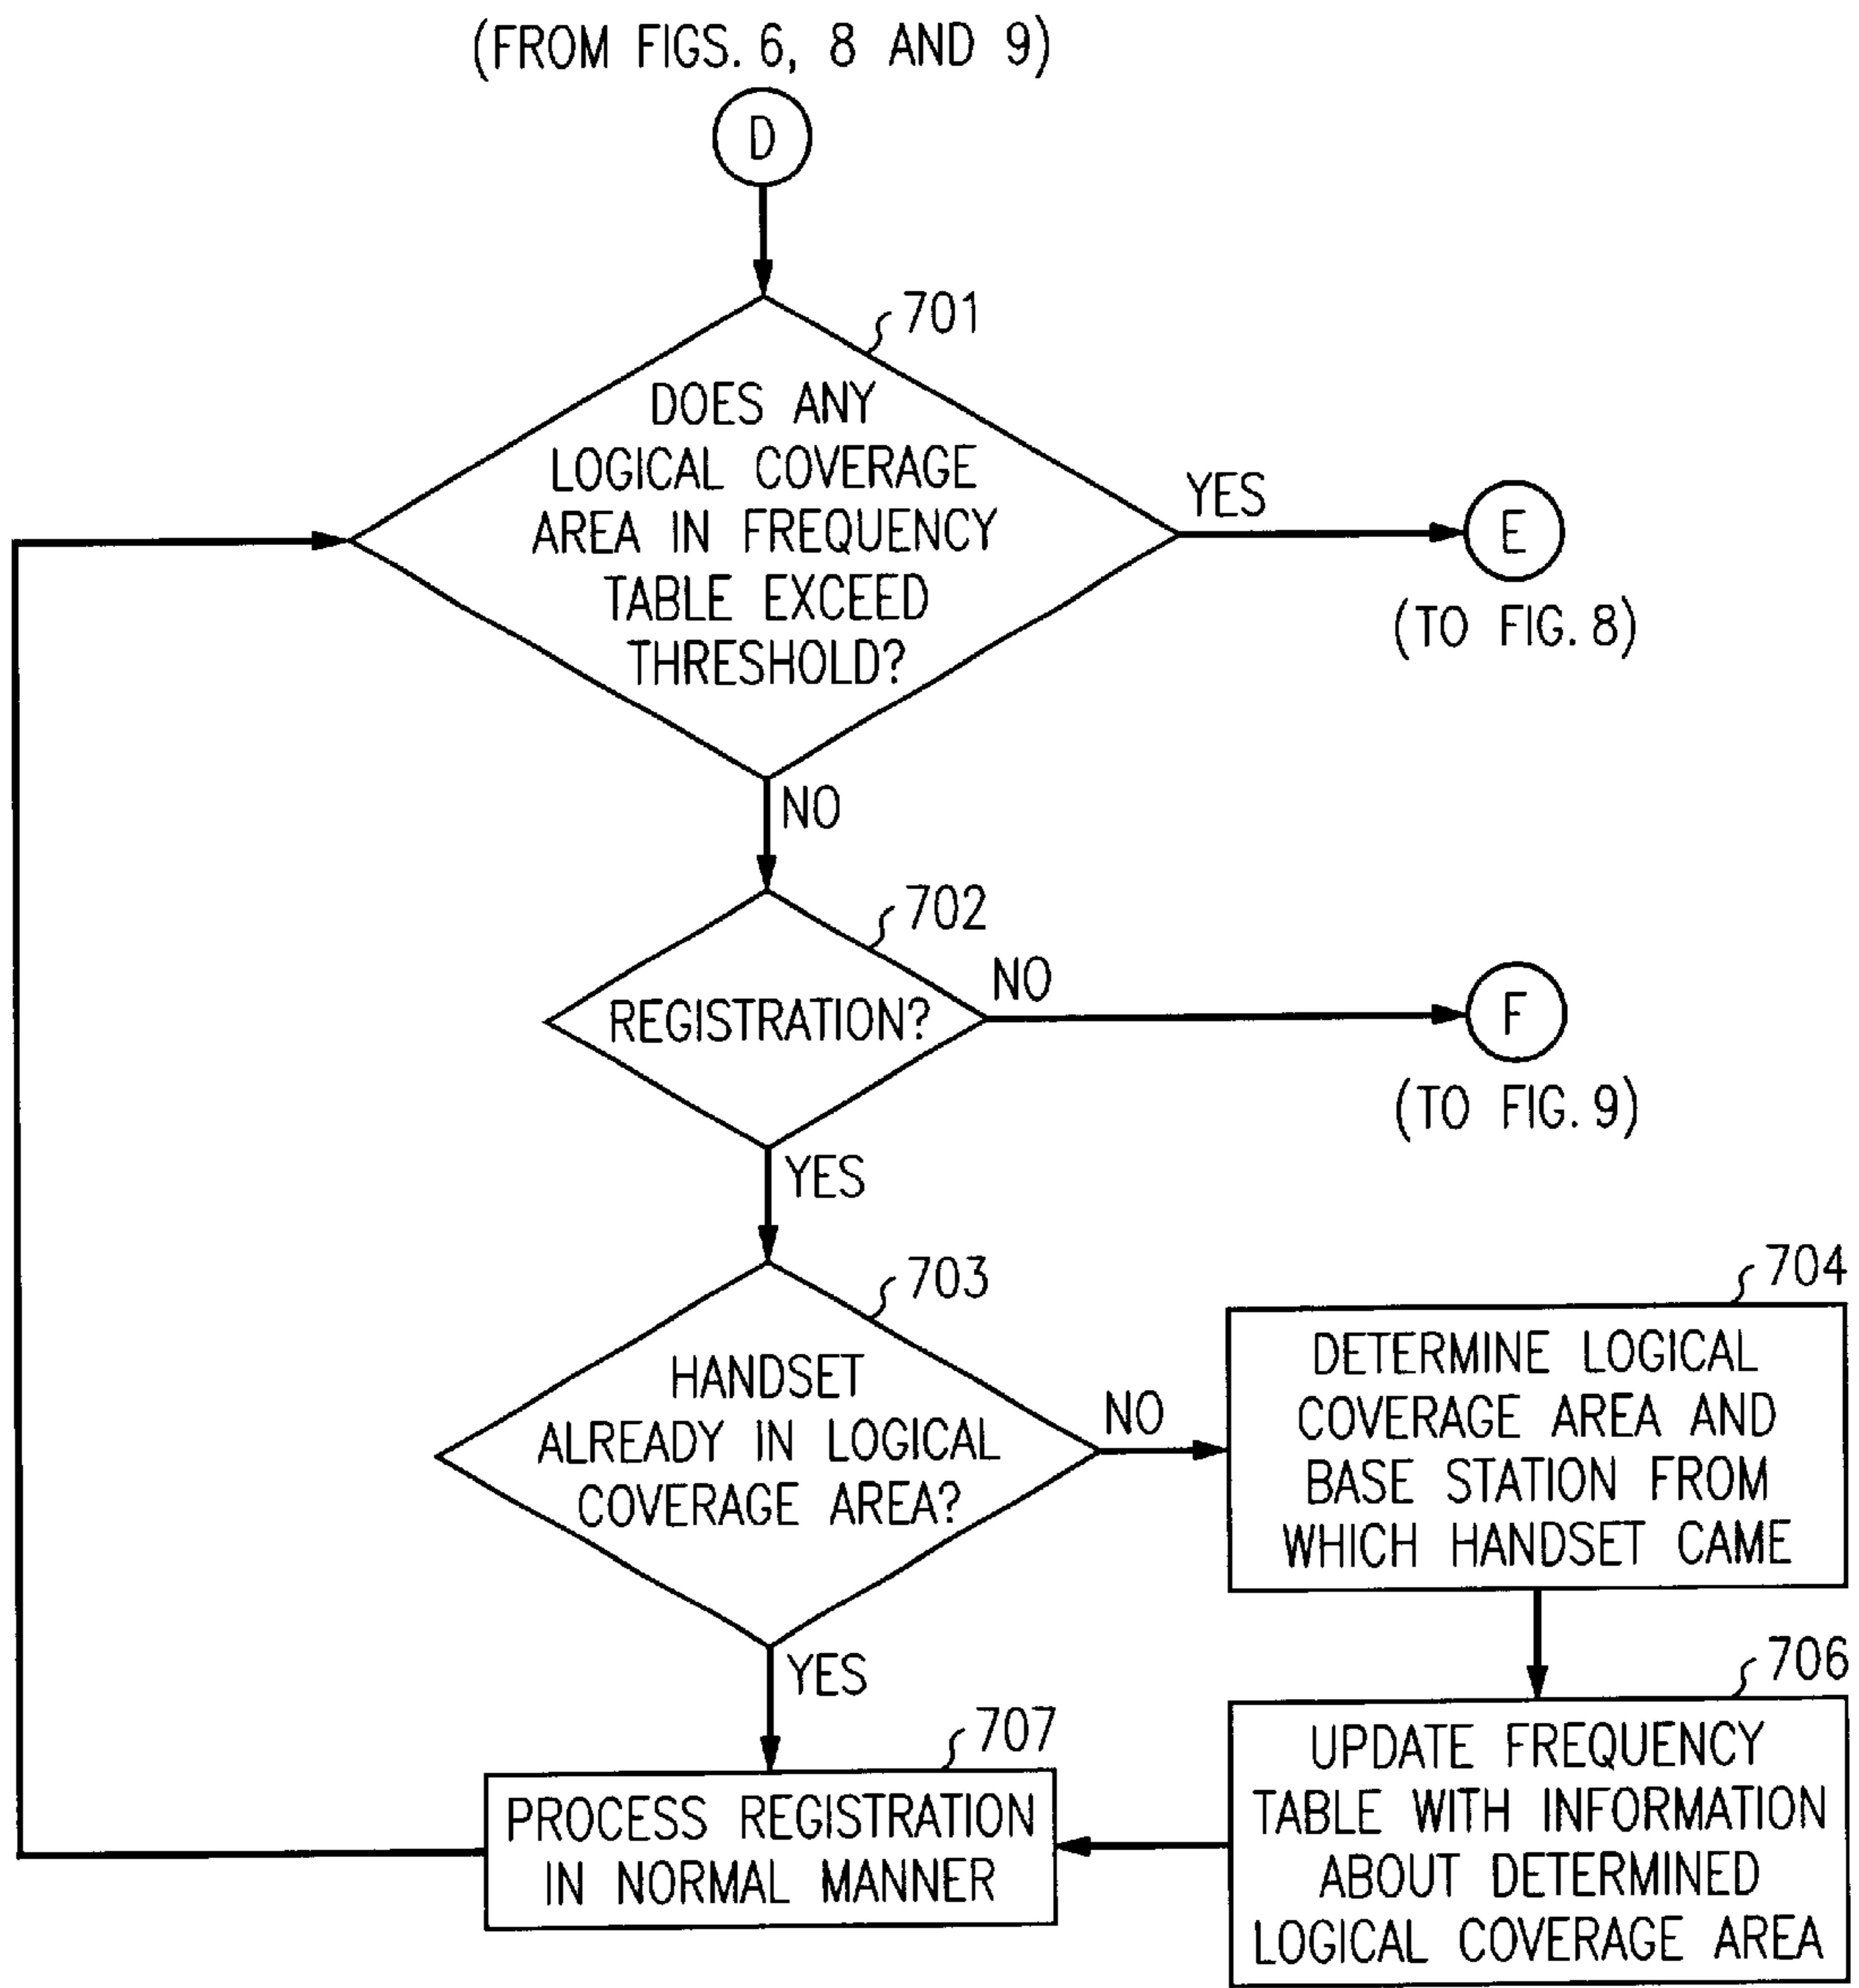 (FROM FIGS. 6, 8 AND 9)
D
701
DOES ANY
LOGICAL COVERAGE
AREA IN FREQUENCY
TABLE EXCEED
THRESHOLD?
YES
E
(TO FIG. 8)
NO
702
REGISTRATION?
NO
F
(TO FIG. 9)
YES
703
HANDSET
ALREADY IN LOGICAL
COVERAGE AREA?
NO
704
DETERMINE LOGICAL
COVERAGE AREA AND
BASE STATION FROM
WHICH HANDSET CAME
YES
706
UPDATE FREQUENCY
TABLE WITH INFORMATION
ABOUT DETERMINED
LOGICAL COVERAGE AREA
707
PROCESS REGISTRATION
IN NORMAL MANNER